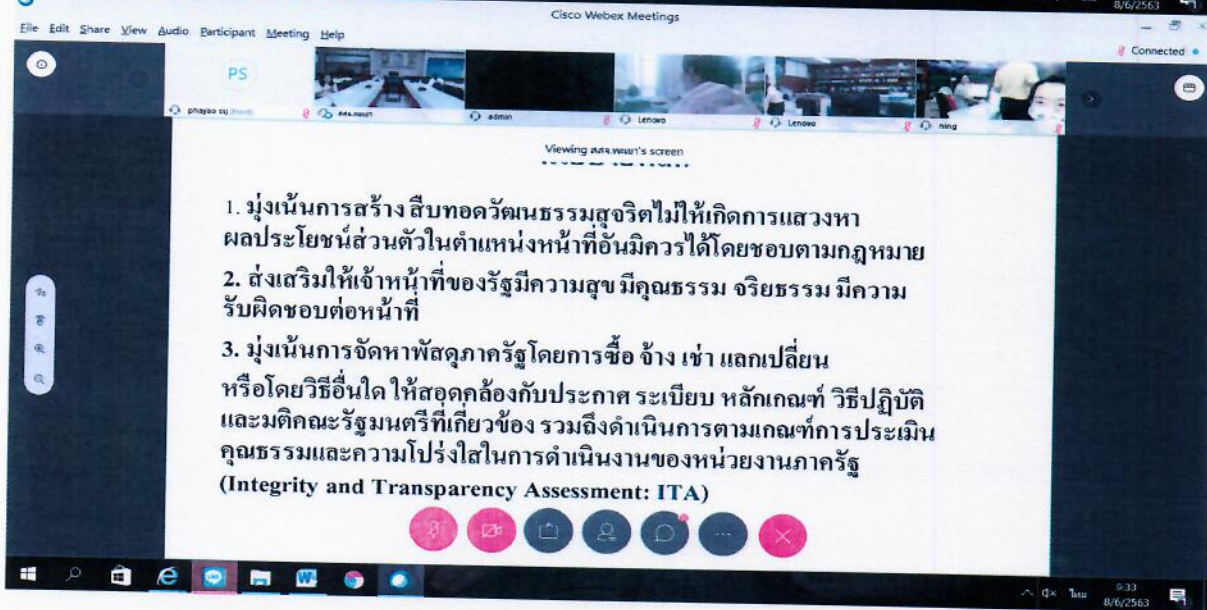 8/6/2563
Cisco Webex Meetings
File Edit Share View Audio Participant Meeting Help
Connected
PS
admin
Lenovo
Lenovo
ning
Viewing สสจ.พะเยา's screen
1. มุ่งเน้นการสร้าง สืบทอดวัฒนธรรมสุจริตไม่ให้เกิดการแสวงหา
ผลประโยชน์ส่วนตัวในตำแหน่งหน้าที่อันมิควรได้โดยชอบตามกฎหมาย
2. ส่งเสริมให้เจ้าหน้าที่ของรัฐมีความสุข มีคุณธรรม จริยธรรม มีความ
รับผิดชอบต่อหน้าที่
3. มุ่งเน้นการจัดหาพัสดุภาครัฐโดยการซื้อ จ้าง เช่า แลกเปลี่ยน
หรือโดยวิธีอื่นใด ให้สอดคล้องกับประกาศ ระเบียบ หลักเกณฑ์ วิธีปฏิบัติ
และมติคณะรัฐมนตรีที่เกี่ยวข้อง รวมถึงดำเนินการตามเกณฑ์การประเมิน
คุณธรรมและความโปร่งใสในการดำเนินงานของหน่วยงานภาครัฐ
(Integrity and Transparency Assessment: ITA)
ไทย
9:33
8/6/2563